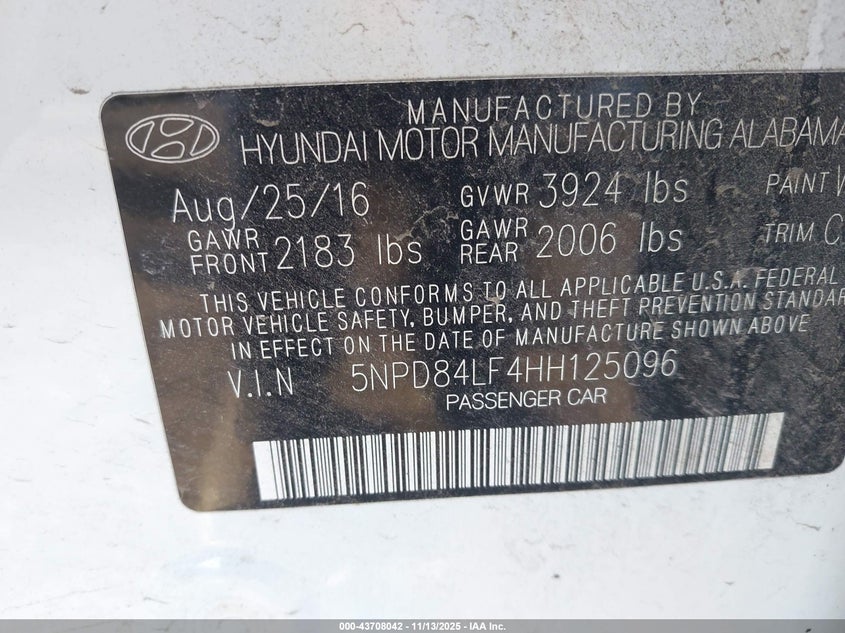 MANUFACTURED BY
HYUNDAI MOTOR MANUFACTURING ALABAMA
Aug/25/16 GVWR 3924 lbs PAINT
GAWR FRONT 2183 lbs GAWR REAR 2006 lbs TRIM
THIS VEHICLE CONFORMS TO ALL APPLICABLE U.S.A. FEDERAL
MOTOR VEHICLE SAFETY, BUMPER, AND THEFT PREVENTION STANDAR
IN EFFECT ON THE DATE OF MANUFACTURE SHOWN ABOVE
V.I.N 5NPD84LF4HH125096
PASSENGER CAR
000-43708042 | 11/13/2025 - IAA Inc.